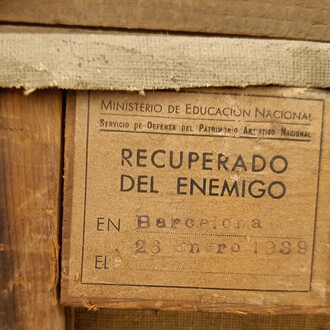 MINISTERIO DE EDUCACIÓN NACIONAL
SERVICIO DE DEFENSA DEL PATRIMONIO ARTÍSTICO NACIONAL
RECUPERADO
DEL ENEMIGO
EN Barcelona
EL 26 Enero 1939